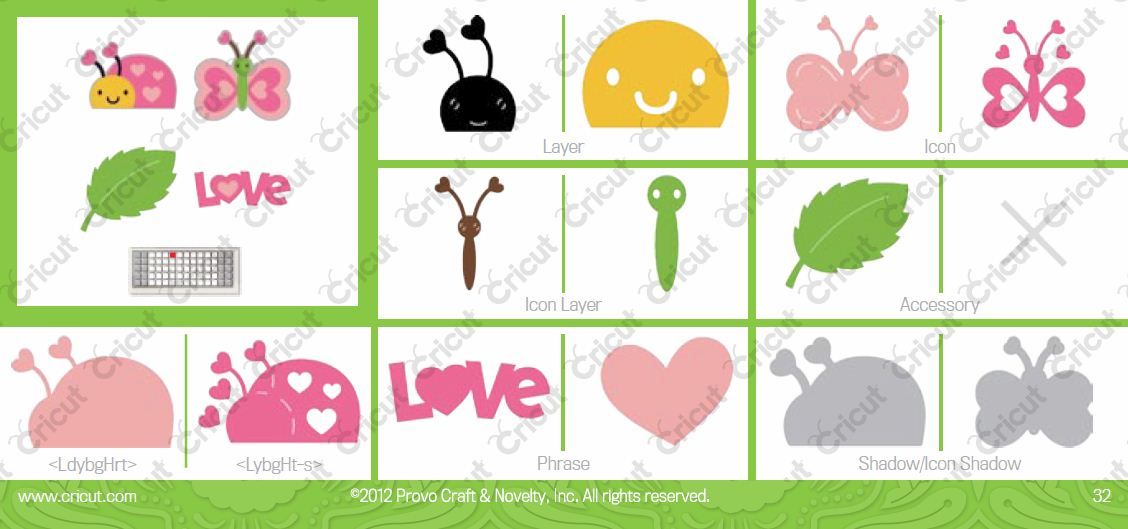 Love
Layer
Icon
Icon Layer
Accessory
<LdybgHrt>
<LybgHt-s>
Love
Phrase
Shadow/Icon Shadow
www.cricut.com
©2012 Provo Craft & Novelty, Inc. All rights reserved.
32
Cricut